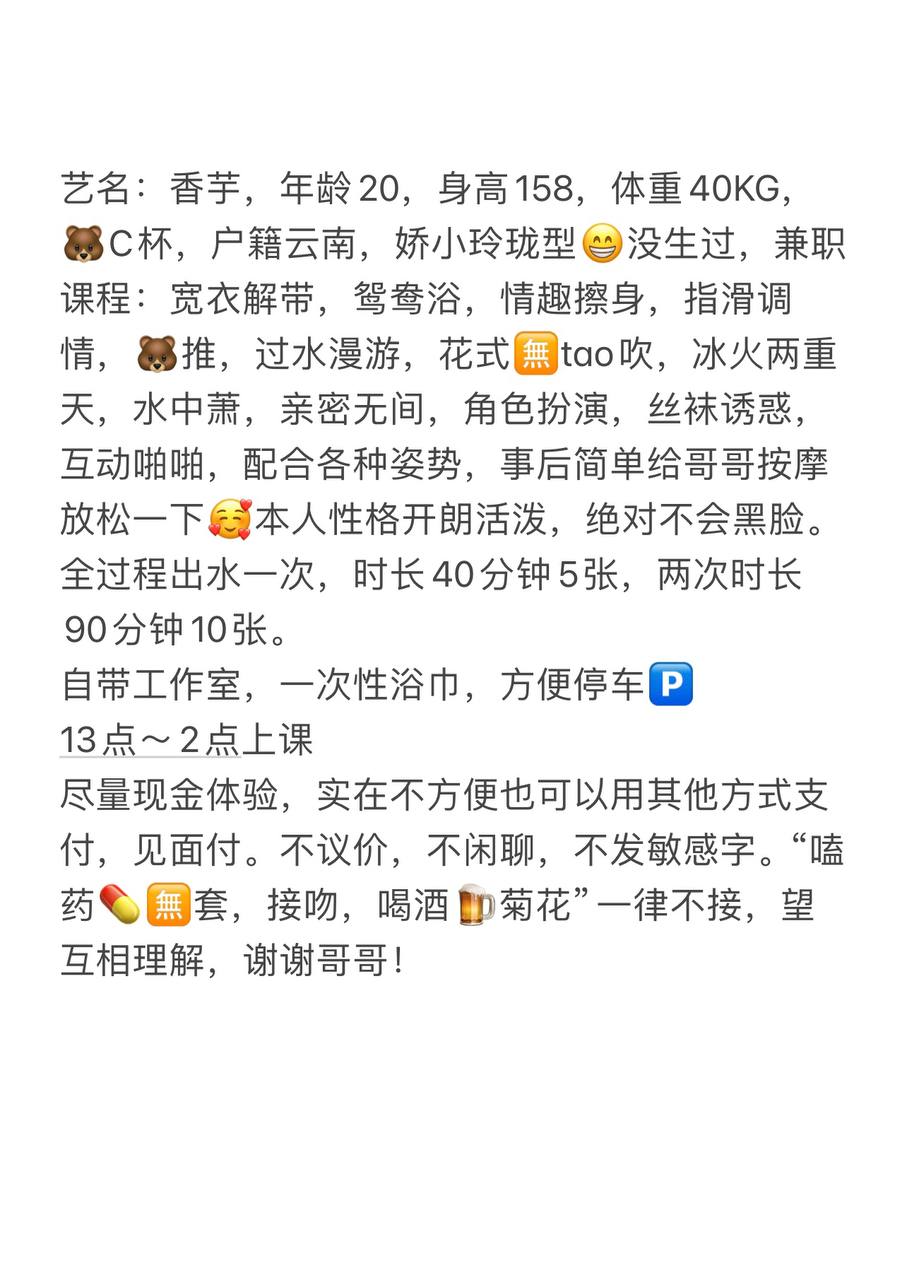 艺名：香芋，年龄20，身高158，体重40KG，
🐻C杯，户籍云南，娇小玲珑型😁没生过，兼职
课程：宽衣解带，鸳鸯浴，情趣擦身，指滑调
情，🐻推，过水漫游，花式🈚tao吹，冰火两重
天，水中萧，亲密无间，角色扮演，丝袜诱惑，
互动啪啪，配合各种姿势，事后简单给哥哥按摩
放松一下🥰本人性格开朗活泼，绝对不会黑脸。
全过程出水一次，时长40分钟5张，两次时长
90分钟10张。
自带工作室，一次性浴巾，方便停车🅿️
13点～2点上课
尽量现金体验，实在不方便也可以用其他方式支
付，见面付。不议价，不闲聊，不发敏感字。“嗑
药💊🈚套，接吻，喝酒🍺菊花”一律不接，望
互相理解，谢谢哥哥！